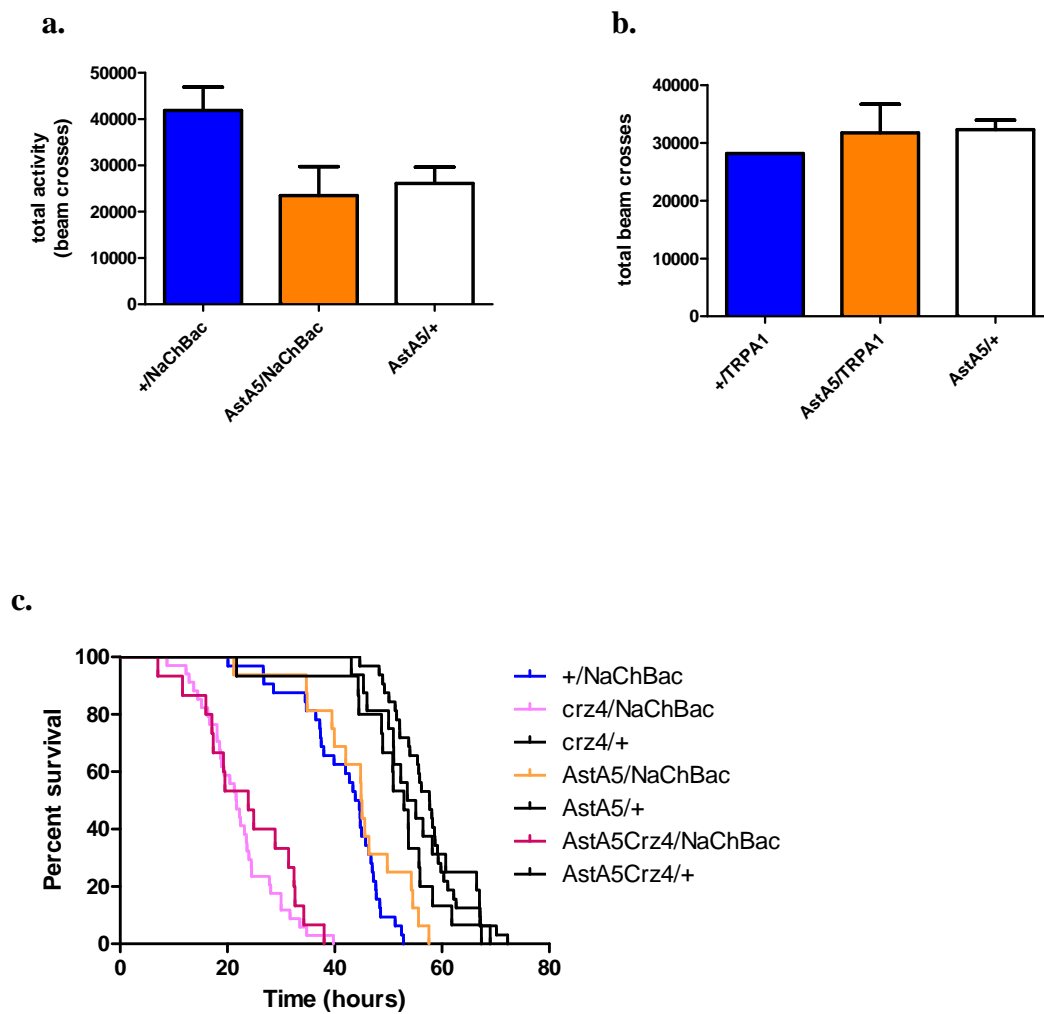 a.
total activity
(beam crosses)
50000
40000
30000
20000
10000
0
+/NaChBac
AstA5/NaChBac
AstA5/+
b.
total beam crosses
40000
30000
20000
10000
0
+/TRPA1
AstA5/TRPA1
AstA5/+
c.
Percent survival
100
80
60
40
20
0
0 20 40 60 80
Time (hours)
+/NaChBac
crz4/NaChBac
crz4/+
AstA5/NaChBac
AstA5/+
AstA5Crz4/NaChBac
AstA5Crz4/+